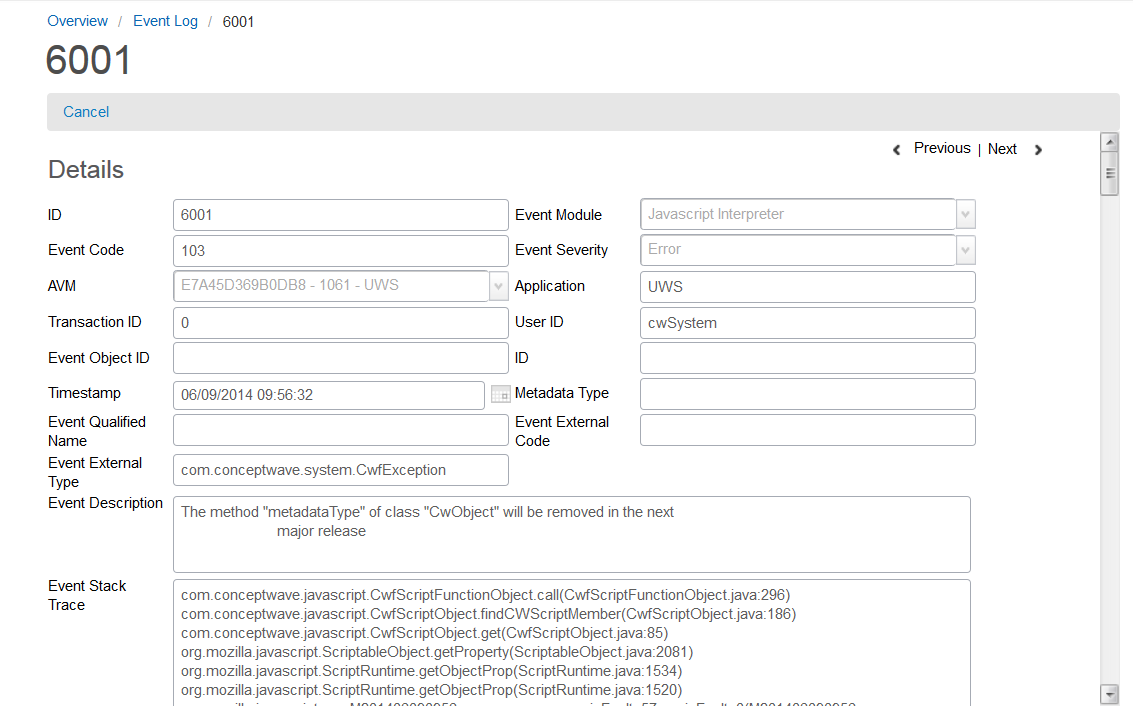 Overview / Event Log / 6001
6001
Cancel
Previous | Next
Details
ID 6001 Event Module Javascript Interpreter
Event Code 103 Event Severity Error
AVM E7A45D369B0DB8 - 1061 - UWS Application UWS
Transaction ID 0 User ID cwSystem
Event Object ID ID
Timestamp 06/09/2014 09:56:32 Metadata Type
Event Qualified Name Event External Code
Event External Type com.conceptwave.system.CwfException
Event Description The method "metadataType" of class "CwObject" will be removed in the next
major release
Event Stack Trace
com.conceptwave.javascript.CwfScriptFunctionObject.call(CwfScriptFunctionObject.java:296)
com.conceptwave.javascript.CwfScriptObject.findCWScriptMember(CwfScriptObject.java:186)
com.conceptwave.javascript.CwfScriptObject.get(CwfScriptObject.java:85)
org.mozilla.javascript.ScriptableObject.getProperty(ScriptableObject.java:2081)
org.mozilla.javascript.ScriptRuntime.getObjectProp(ScriptRuntime.java:1534)
org.mozilla.javascript.ScriptRuntime.getObjectProp(ScriptRuntime.java:1520)